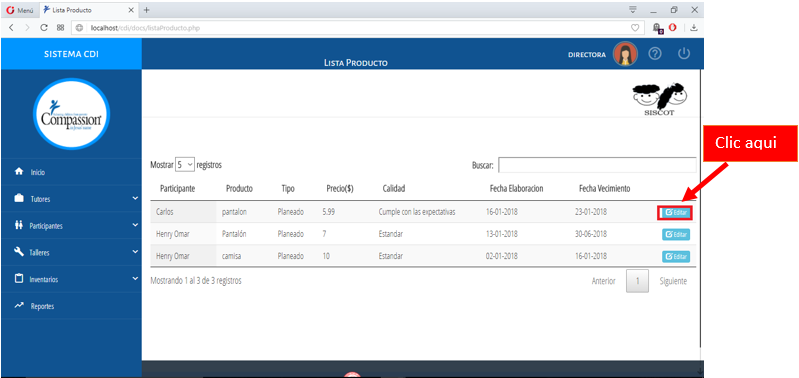 Menú Lista Producto
localhost/cdi/docs/listaProducto.php
SISTEMA CDI
LISTA PRODUCTO
DIRECTORA
Compassion
SISCOT
Clic aqui
Inicio
Tutores
Participantes
Talleres
Inventarios
Reportes
Mostrar 5 registros
Buscar:
Participante Producto Tipo Precio($) Calidad Fecha Elaboracion Fecha Vecimiento
Carlos pantalon Planeado 5.99 Cumple con las expectativas 16-01-2018 23-01-2018 Editar
Henry Omar Pantalón Planeado 7 Estandar 13-01-2018 30-06-2018 Editar
Henry Omar camisa Planeado 10 Estandar 02-01-2018 16-01-2018 Editar
Mostrando 1 al 3 de 3 registros
Anterior 1 Siguiente